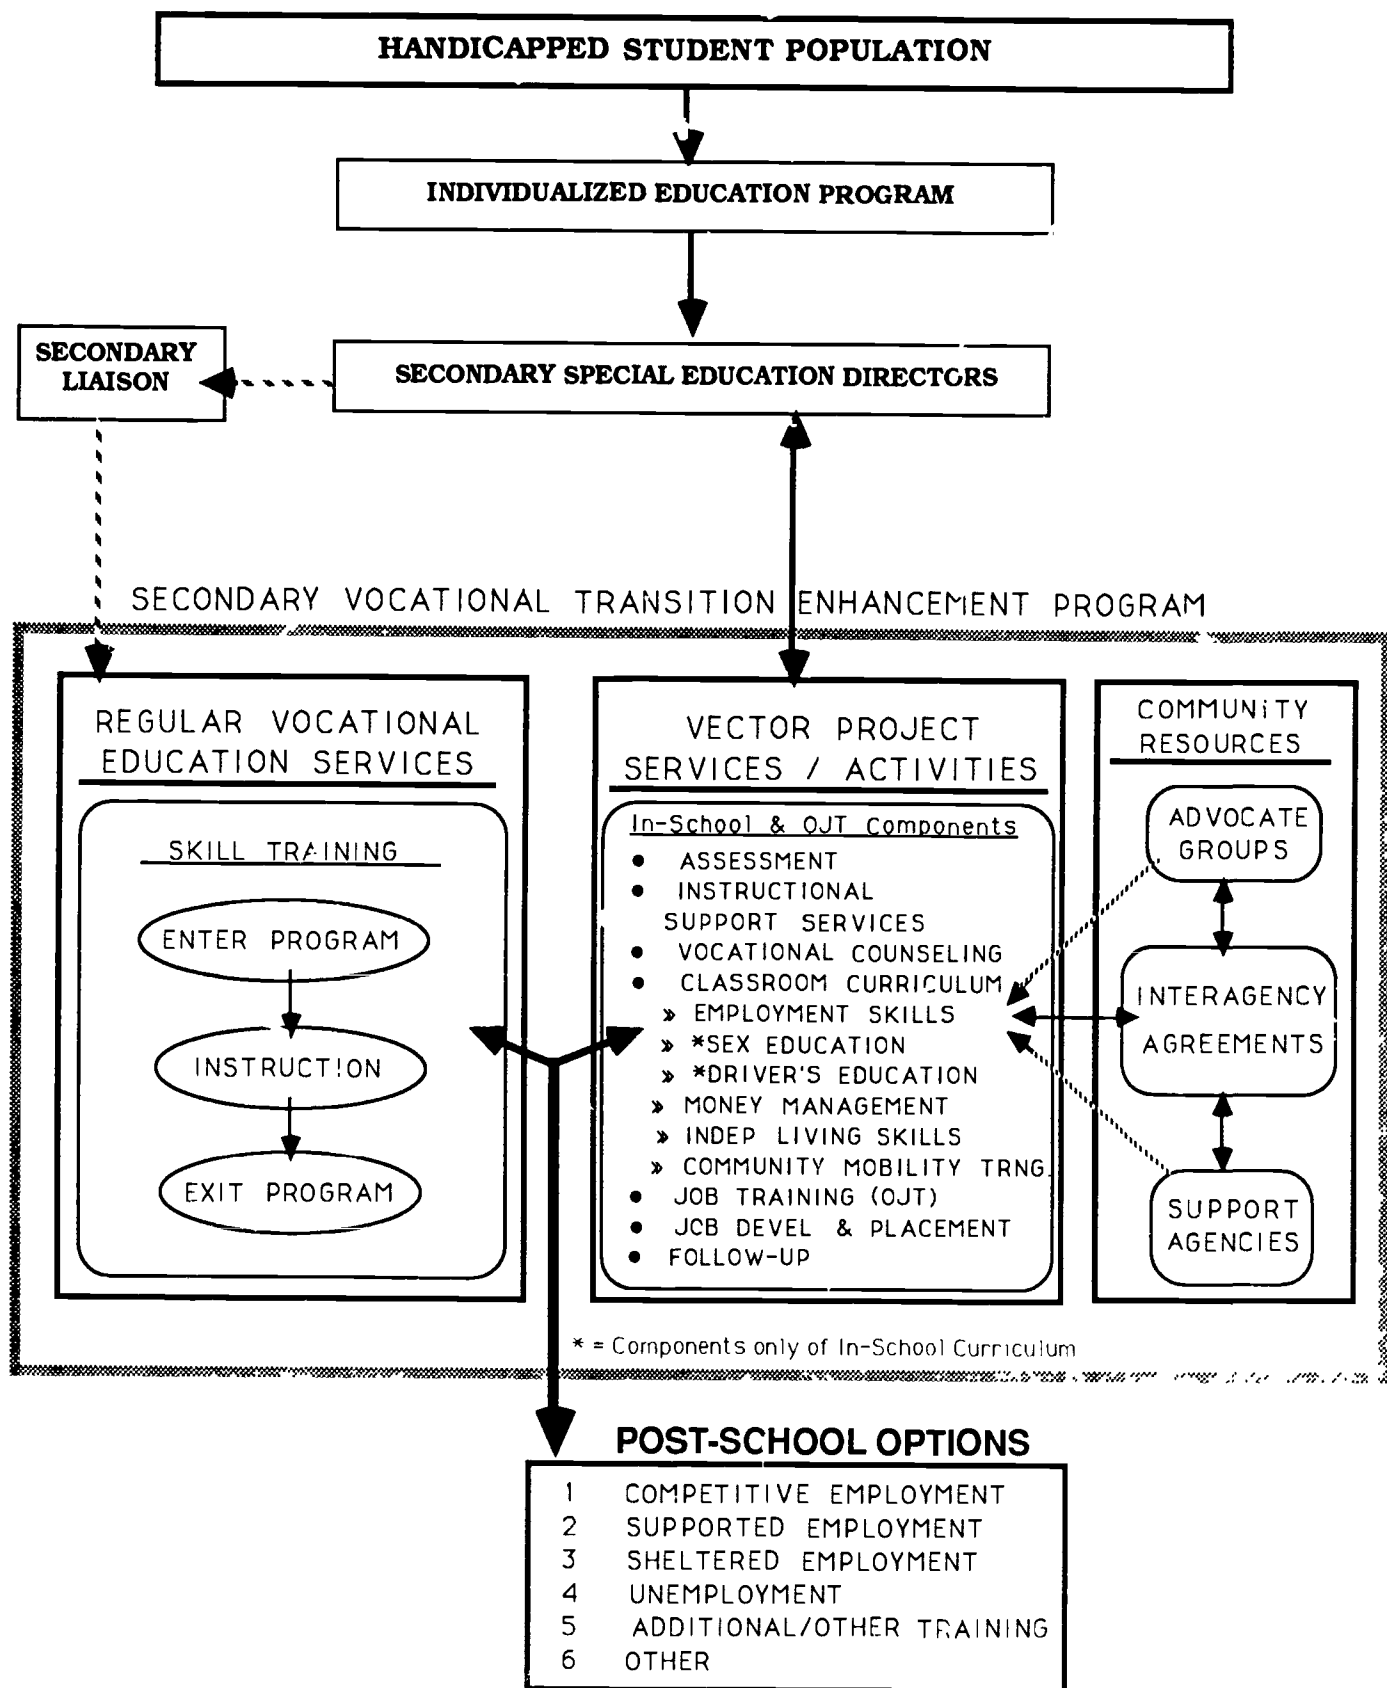 HANDICAPPED STUDENT POPULATION
INDIVIDUALIZED EDUCATION PROGRAM
SECONDARY
LIAISON
SECONDARY SPECIAL EDUCATION DIRECTORS
SECONDARY VOCATIONAL TRANSITION ENHANCEMENT PROGRAM
REGULAR VOCATIONAL
EDUCATION SERVICES
SKILL TRAINING
ENTER PROGRAM
INSTRUCTION
EXIT PROGRAM
VECTOR PROJECT
SERVICES / ACTIVITIES
In-School & OJT Components
● ASSESSMENT
● INSTRUCTIONAL
SUPPORT SERVICES
● VOCATIONAL COUNSELING
● CLASSROOM CURRICULUM
» EMPLOYMENT SKILLS
» *SEX EDUCATION
» *DRIVER'S EDUCATION
» MONEY MANAGEMENT
» INDEP LIVING SKILLS
» COMMUNITY MOBILITY TRNG.
● JOB TRAINING (OJT)
● JOB DEVEL & PLACEMENT
● FOLLOW-UP
COMMUNITY
RESOURCES
ADVOCATE
GROUPS
INTERAGENCY
AGREEMENTS
SUPPORT
AGENCIES
* = Components only of In-School Curriculum
POST-SCHOOL OPTIONS
1 COMPETITIVE EMPLOYMENT
2 SUPPORTED EMPLOYMENT
3 SHELTERED EMPLOYMENT
4 UNEMPLOYMENT
5 ADDITIONAL/OTHER TRAINING
6 OTHER